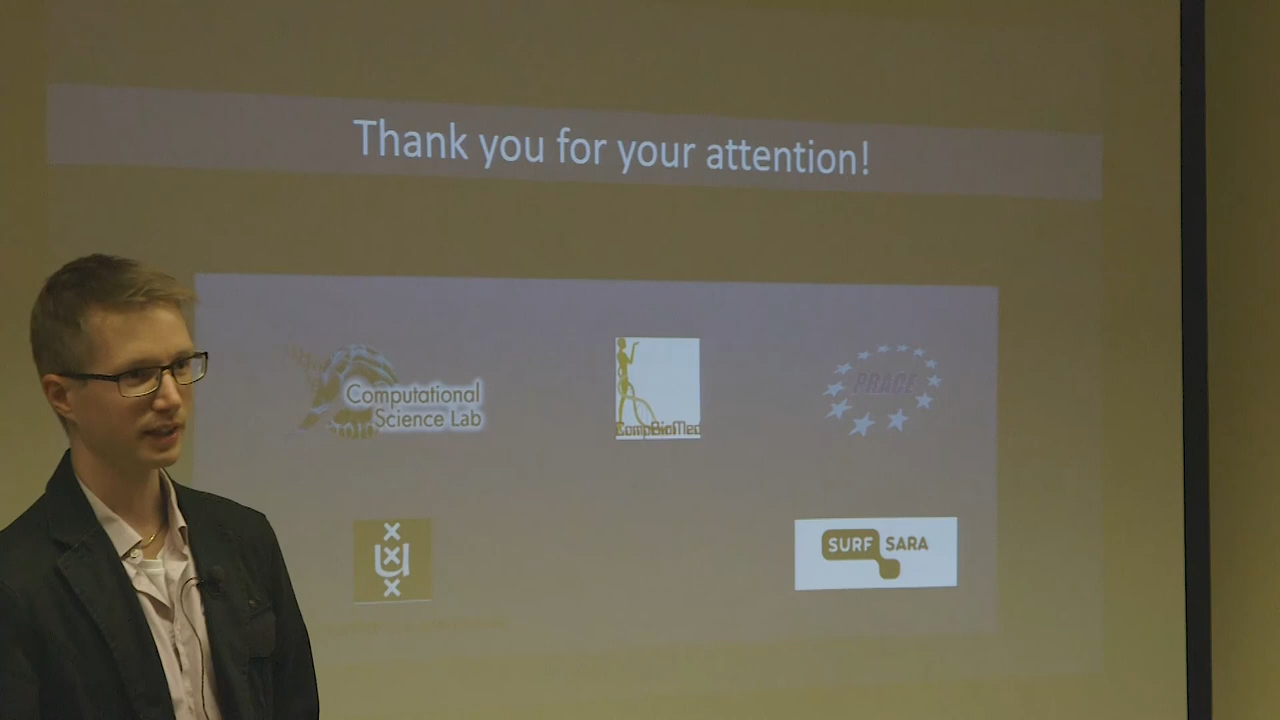 Thank you for your attention!
Computational
Science Lab
CompBioMed
PRACE
SURF SARA